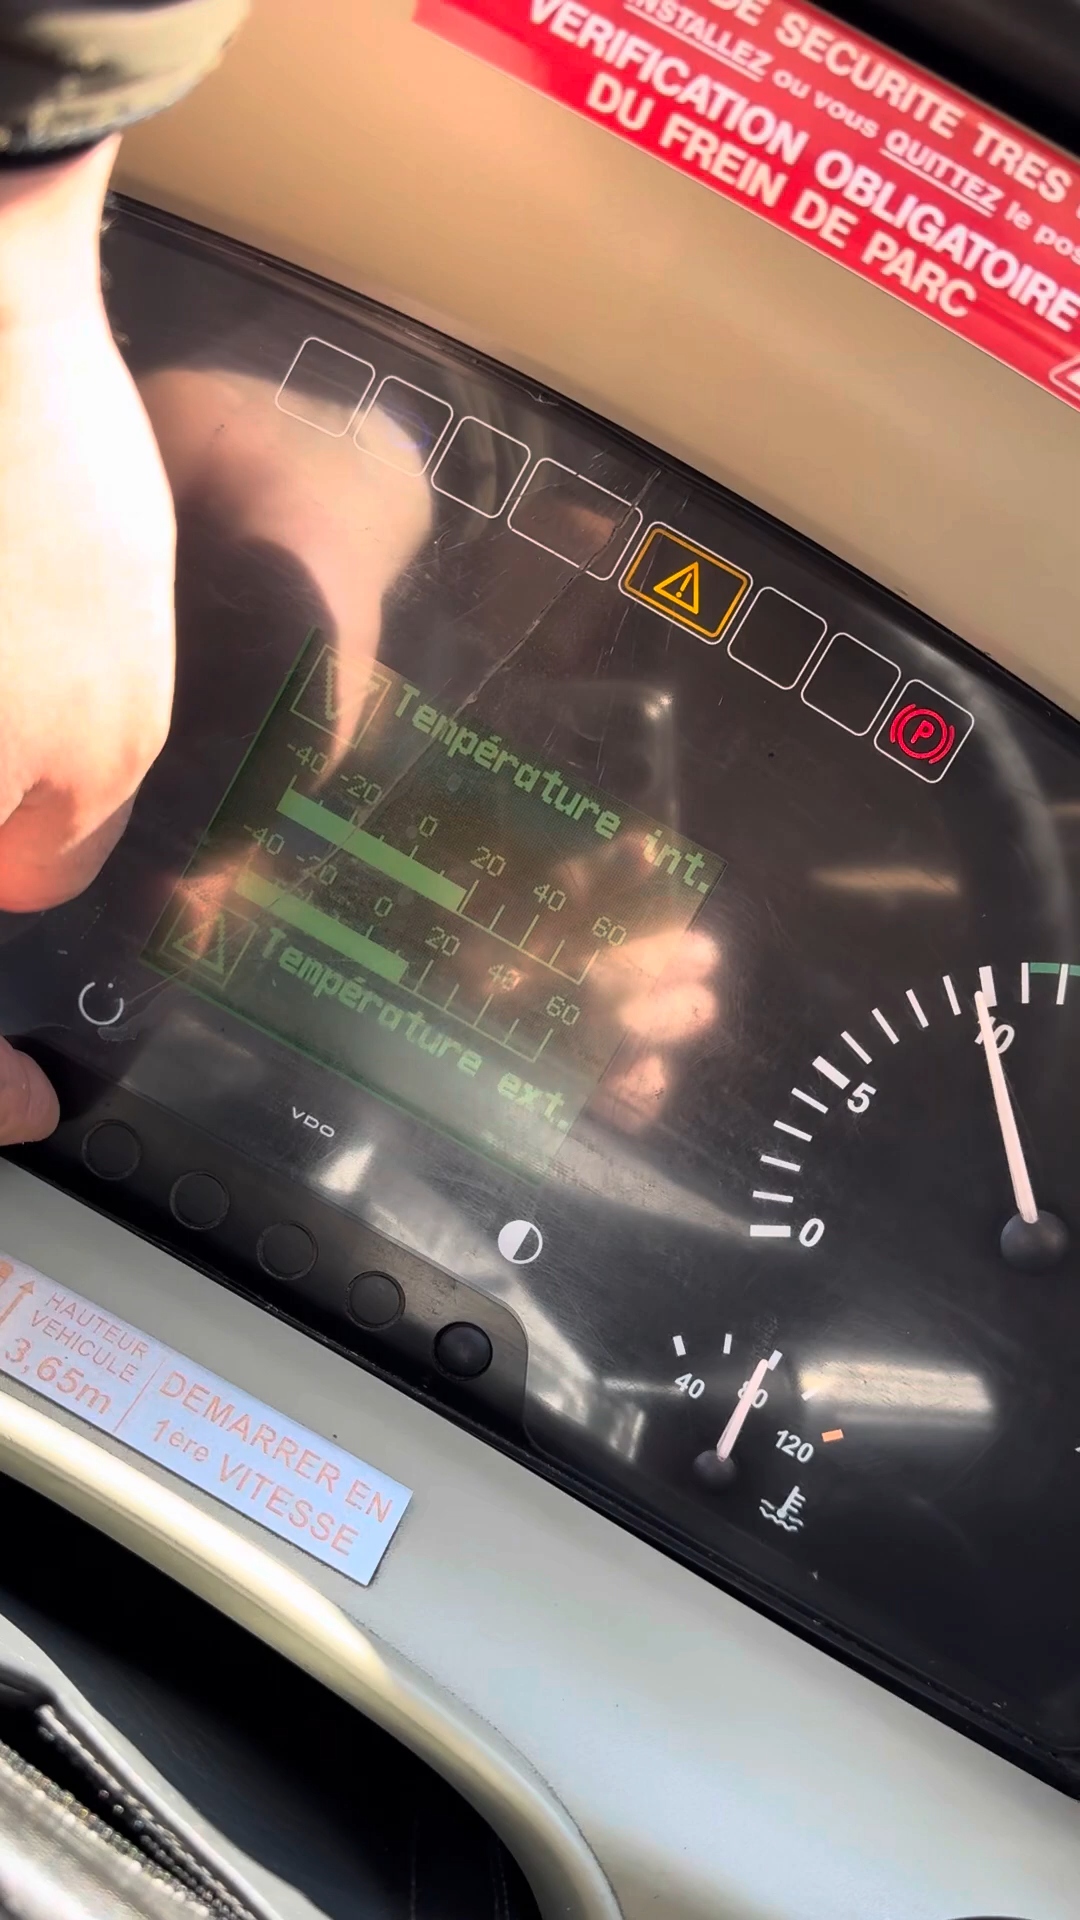 DE SECURITE TRES
INSTALLEZ ou vous QUITTEZ le pos
VERIFICATION OBLIGATOIRE
DU FREIN DE PARC
P
Température int.
-40 -20 0 20 40 60
-40 -20 0 20 40 60
Température ext.
VDO
0 5 10
40 80 120
HAUTEUR
VEHICULE
3,65m
DEMARRER EN
1ère VITESSE